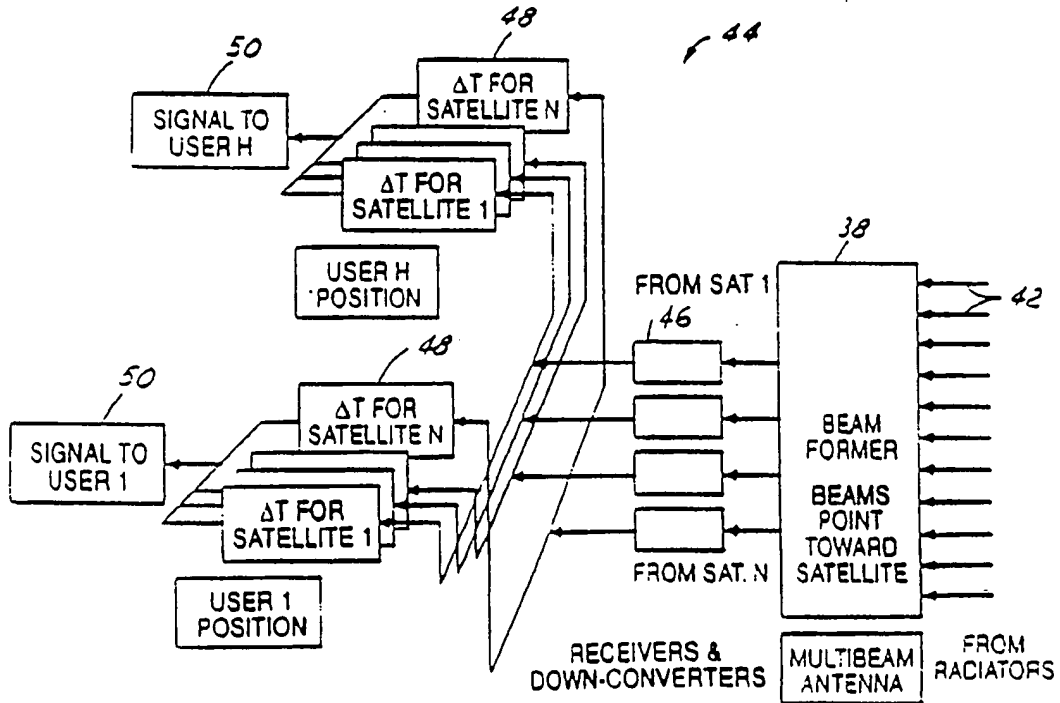 44
48
50
ΔT FOR
SATELLITE N
SIGNAL TO
USER H
ΔT FOR
SATELLITE 1
USER H
POSITION
38
FROM SAT 1
42
46
48
50
ΔT FOR
SATELLITE N
SIGNAL TO
USER 1
ΔT FOR
SATELLITE 1
USER 1
POSITION
BEAM
FORMER
BEAMS
POINT
TOWARD
SATELLITE
FROM SAT. N
RECEIVERS &
DOWN-CONVERTERS
MULTIBEAM
ANTENNA
FROM
RADIATORS